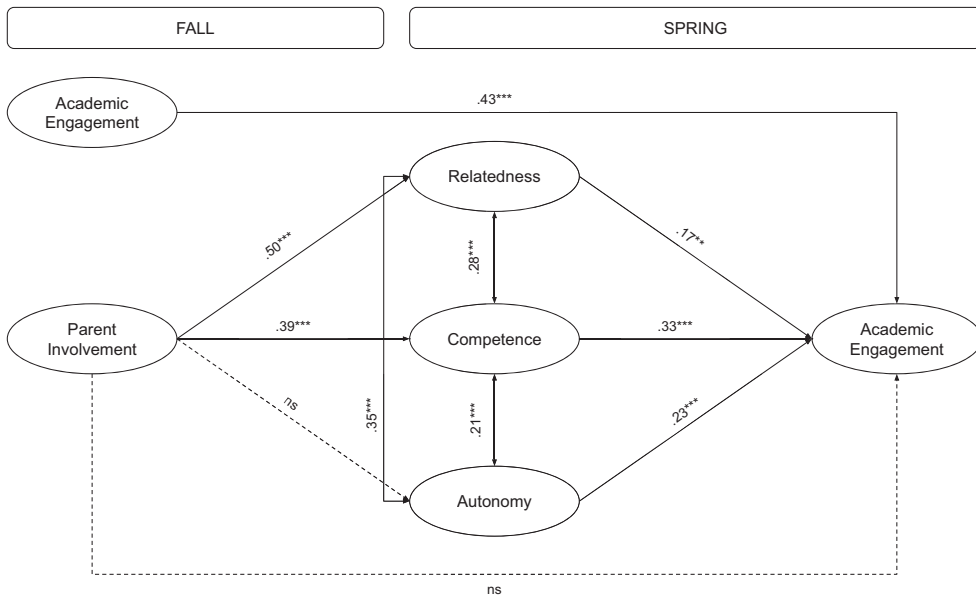 FALL
SPRING
Academic
Engagement
.43***
Relatedness
.50***
.17**
.28***
Parent
Involvement
.39***
Competence
.33***
Academic
Engagement
ns
.35***
.21***
.23***
Autonomy
ns